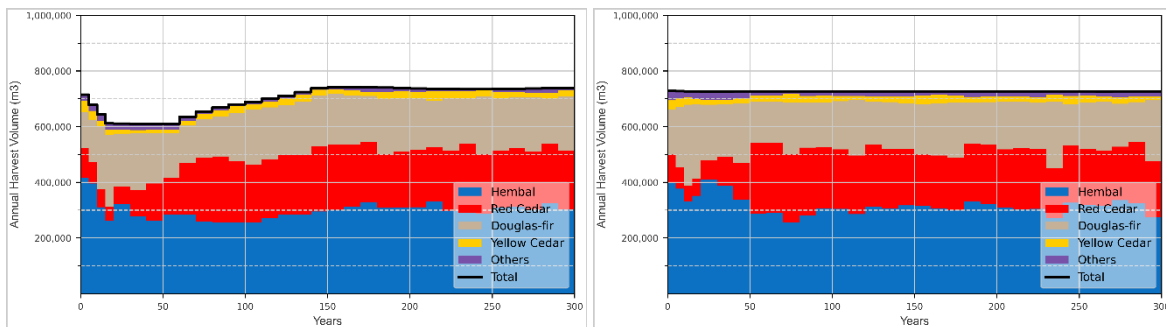 Annual Harvest Volume (m3)
1,000,000
800,000
600,000
400,000
200,000
Hembal
Red Cedar
Douglas-fir
Yellow Cedar
Others
Total
0 50 100 150 200 250 300
Years
Annual Harvest Volume (m3)
1,000,000
800,000
600,000
400,000
200,000
Hembal
Red Cedar
Douglas-fir
Yellow Cedar
Others
Total
0 50 100 150 200 250 300
Years